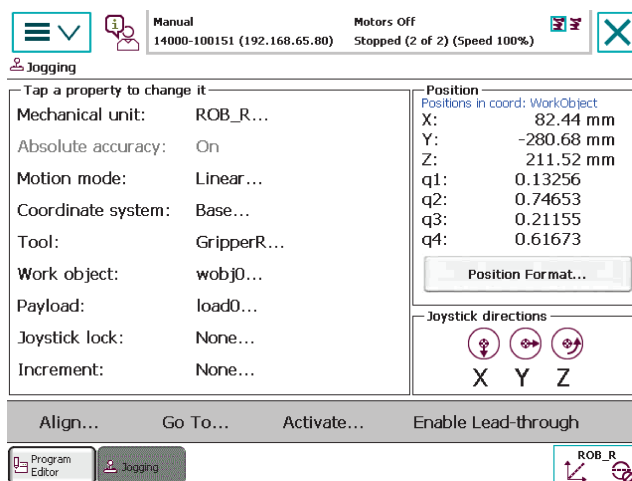 Manual
14000-100151 (192.168.65.80)
Motors Off
Stopped (2 of 2) (Speed 100%)
Jogging
Tap a property to change it
Mechanical unit: ROB_R...
Absolute accuracy: On
Motion mode: Linear...
Coordinate system: Base...
Tool: GripperR...
Work object: wobj0...
Payload: load0...
Joystick lock: None...
Increment: None...
Position
Positions in coord: WorkObject
X: 82.44 mm
Y: -280.68 mm
Z: 211.52 mm
q1: 0.13256
q2: 0.74653
q3: 0.21155
q4: 0.61673
Position Format...
Joystick directions
X Y Z
Align... Go To... Activate... Enable Lead-through
Program
Editor
Jogging
ROB_R